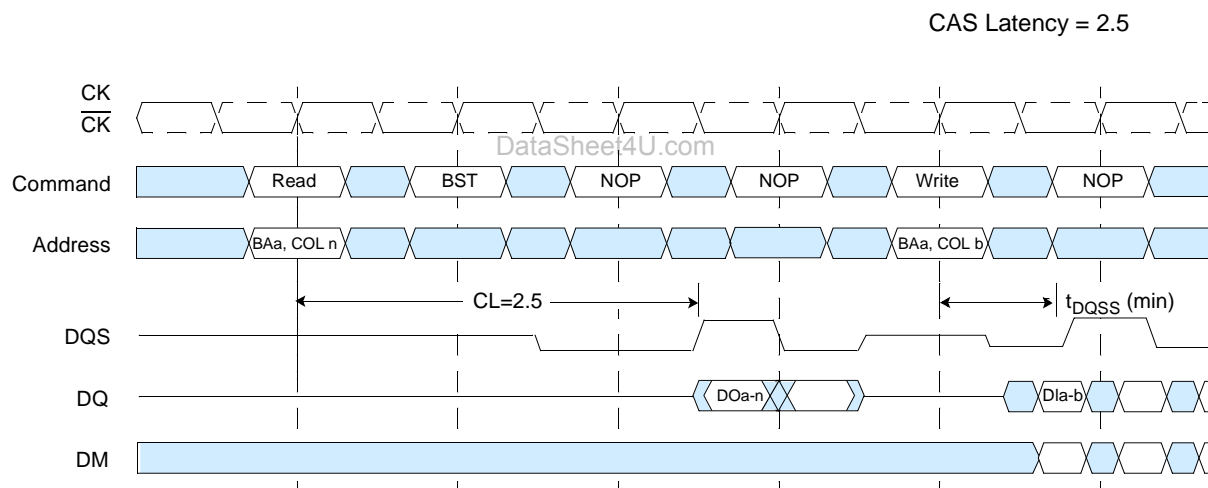 CAS Latency = 2.5
CK
CK
DataSheet4U.com
Command Read BST NOP NOP Write NOP
Address BAa, COL n BAa, COL b
CL=2.5 tDQSS (min)
DQS
DQ DOa-n DIa-b
DM